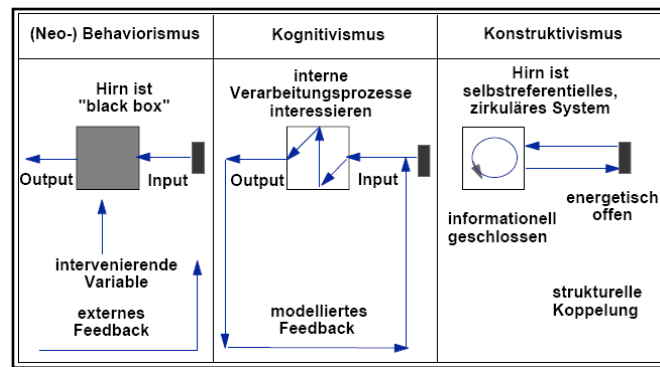 (Neo-) Behaviorismus
Hirn ist
"black box"
Output
Input
intervenierende
Variable
externes
Feedback
Kognitivismus
interne
Verarbeitungsprozesse
interessieren
Output
Input
modelliertes
Feedback
Konstruktivismus
Hirn ist
selbstreferentielles,
zirkuläres System
energetisch
offen
informationell
geschlossen
strukturelle
Koppelung